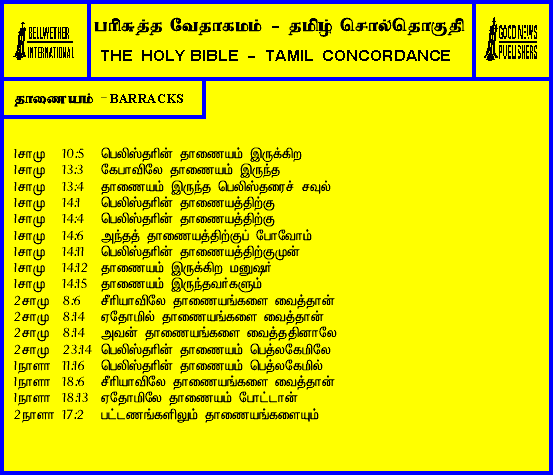 BELLWETHER
INTERNATIONAL
பரிசுத்த வேதாகமம் - தமிழ் சொல்தொகுதி
THE HOLY BIBLE - TAMIL CONCORDANCE
GOOD NEWS
PUBLISHERS
தாணையம் - BARRACKS
1சாமு 10:5 பெலிஸ்தரின் தாணையம் இருக்கிற
1சாமு 13:3 கேபாவிலே தாணையம் இருந்த
1சாமு 13:4 தாணையம் இருந்த பெலிஸ்தரைச் சவுல்
1சாமு 14:1 பெலிஸ்தரின் தாணையத்திற்கு
1சாமு 14:4 பெலிஸ்தரின் தாணையத்திற்கு
1சாமு 14:6 அந்தத் தாணையத்திற்குப் போவோம்
1சாமு 14:11 பெலிஸ்தரின் தாணையத்திற்குமுன்
1சாமு 14:12 தாணையம் இருக்கிற மனுஷர்
1சாமு 14:15 தாணையம் இருந்தவர்களும்
2சாமு 8:6 சீரியாவிலே தாணையங்களை வைத்தான்
2சாமு 8:14 ஏதோமில் தாணையங்களை வைத்தான்
2சாமு 8:14 அவன் தாணையங்களை வைத்ததினாலே
2சாமு 23:14 பெலிஸ்தரின் தாணையம் பெத்லகேமிலே
1நாளா 11:16 பெலிஸ்தரின் தாணையம் பெத்லகேமில்
1நாளா 18:6 சீரியாவிலே தாணையங்களை வைத்தான்
1நாளா 18:13 ஏதோமிலே தாணையம் போட்டான்
2நாளா 17:2 பட்டணங்களிலும் தாணையங்களையும்